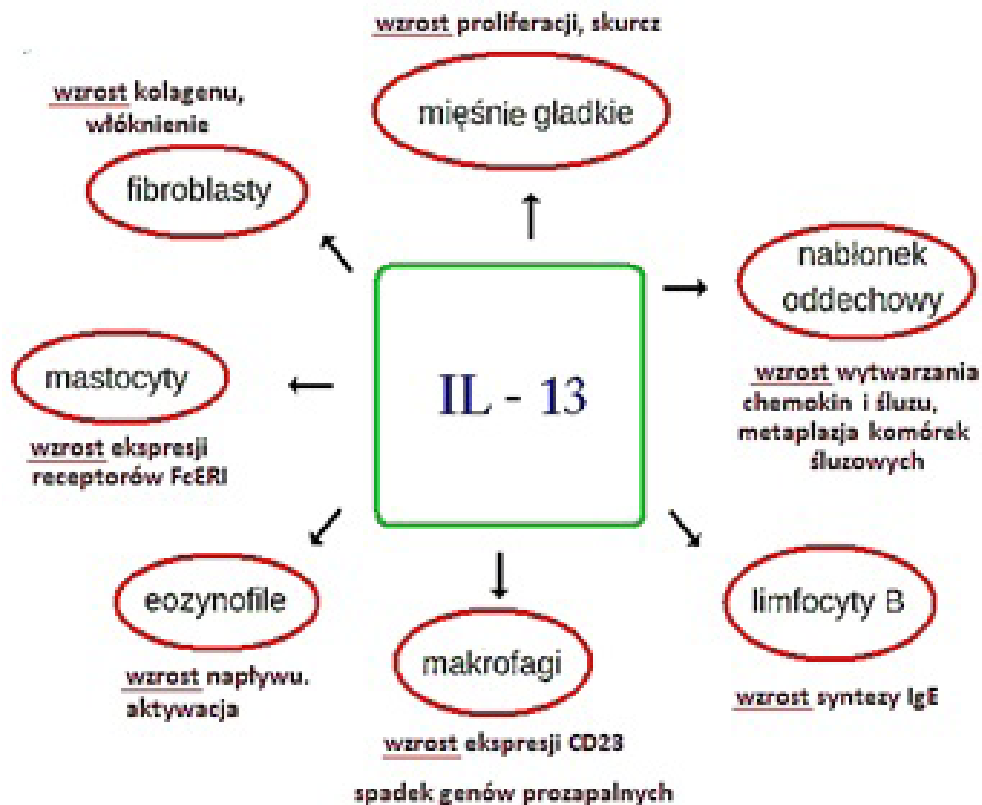 wzrost proliferacji, skurcz
mięśnie gładkie
wzrost kolagenu,
włóknienie
fibroblasty
nabłonek
oddechowy
wzrost wytwarzania
chemokin i śluzu,
metaplazja komórek
śluzowych
mastocyty
wzrost ekspresji
receptorów FcERI
IL - 13
eozynofile
wzrost napływu.
aktywacja
makrofagi
wzrost ekspresji CD23
spadek genów prozapalnych
limfocyty B
wzrost syntezy IgE